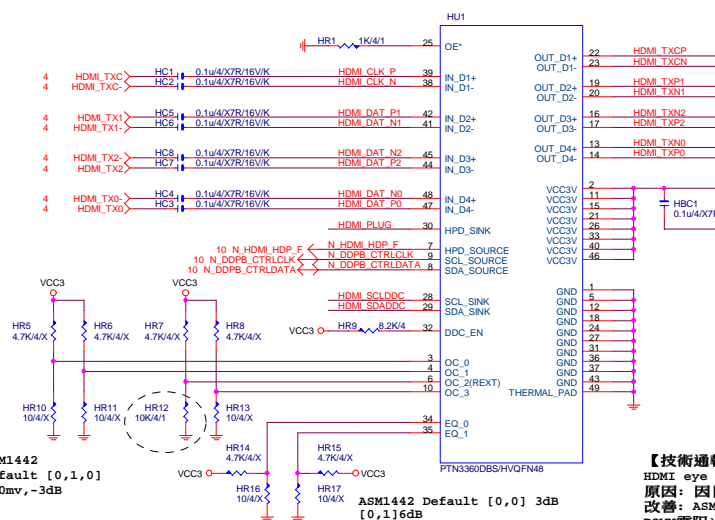 HU1
HR1 1K/4/1
25 OE*
4 HDMI_TXC HC1 0.1u/4/X7R/16V/K HDMI_CLK_P 39 IN_D1+
4 HDMI_TXC- HC2 0.1u/4/X7R/16V/K HDMI_CLK_N 38 IN_D1-
4 HDMI_TX1 HC5 0.1u/4/X7R/16V/K HDMI_DAT_P1 42 IN_D2+
4 HDMI_TX1- HC6 0.1u/4/X7R/16V/K HDMI_DAT_N1 41 IN_D2-
4 HDMI_TX2- HC8 0.1u/4/X7R/16V/K HDMI_DAT_N2 45 IN_D3+
4 HDMI_TX2 HC7 0.1u/4/X7R/16V/K HDMI_DAT_P2 44 IN_D3-
4 HDMI_TX0- HC4 0.1u/4/X7R/16V/K HDMI_DAT_N0 48 IN_D4+
4 HDMI_TX0 HC3 0.1u/4/X7R/16V/K HDMI_DAT_P0 47 IN_D4-
HDMI_PLUG 30 HPD_SINK
10 N_HDMI_HDP_F N_HDMI_HDP_F 7 HPD_SOURCE
10 N_DDPB_CTRLCLK N_DDPB_CTRLCLK 9 SCL_SOURCE
10 N_DDPB_CTRLDATA N_DDPB_CTRLDATA 8 SDA_SOURCE
HDMI_SCLDDC 28 SCL_SINK
HDMI_SDADDC 29 SDA_SINK
VCC3 HR9 8.2K/4 32 DDC_EN
3 OC_0
4 OC_1
6 OC_2(REXT)
10 OC_3
34 EQ_0
35 EQ_1
OUT_D1+ 22 HDMI_TXCP
OUT_D1- 23 HDMI_TXCN
OUT_D2+ 19 HDMI_TXP1
OUT_D2- 20 HDMI_TXN1
OUT_D3+ 16 HDMI_TXN2
OUT_D3- 17 HDMI_TXP2
OUT_D4+ 13 HDMI_TXN0
OUT_D4- 14 HDMI_TXP0
VCC3V 2
VCC3V 11
VCC3V 15
VCC3V 21
VCC3V 26
VCC3V 33
VCC3V 40
VCC3V 46
HBC1
0.1u/4/X7
GND 1
GND 5
GND 12
GND 18
GND 24
GND 27
GND 31
GND 36
GND 37
GND 43
THERMAL_PAD 49
PTN3360DBS/HVQFN48
VCC3 VCC3
HR5 4.7K/4/X
HR6 4.7K/4/X
HR7 4.7K/4/X
HR8 4.7K/4/X
HR10 10/4/X
HR11 10/4/X
HR12 10K/4/1
HR13 10/4/X
HR14 4.7K/4/X
HR15 4.7K/4/X
VCC3 VCC3
HR16 10/4/X
HR17 10/4/X
M1442
fault [0,1,0]
0mv,-3dB
ASM1442 Default [0,0] 3dB
[0,1]6dB
【技術通
HDMI eye
原因: 因
改善: ASM